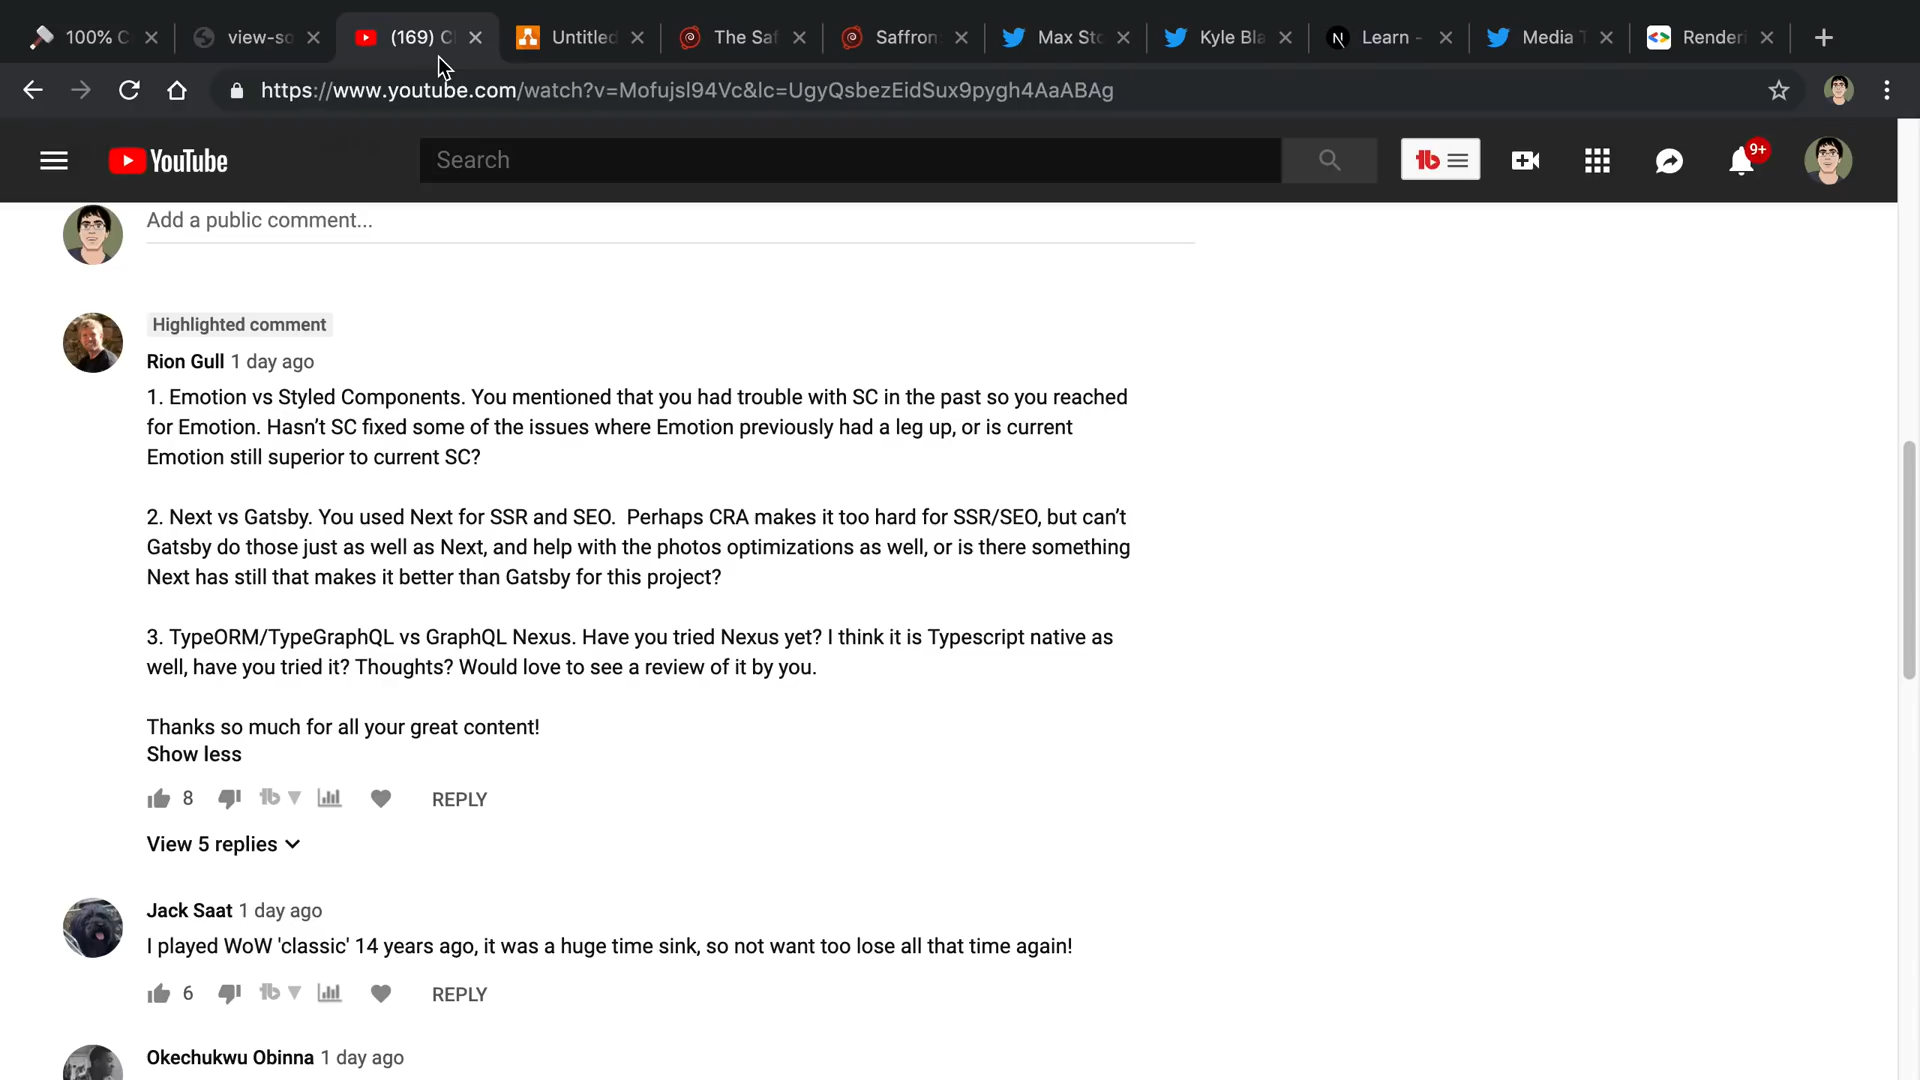 100% C
view-so
(169) C
Untitled
The Saf
Saffron
Max Sto
Kyle Bla
Learn -
Media T
Renderi
https://www.youtube.com/watch?v=Mofujsl94Vc&lc=UgyQsbezEidSux9pygh4AaABAg
YouTube
Search
9+
Add a public comment...
Highlighted comment
Rion Gull 1 day ago
1. Emotion vs Styled Components. You mentioned that you had trouble with SC in the past so you reached
for Emotion. Hasn't SC fixed some of the issues where Emotion previously had a leg up, or is current
Emotion still superior to current SC?
2. Next vs Gatsby. You used Next for SSR and SEO.  Perhaps CRA makes it too hard for SSR/SEO, but can't
Gatsby do those just as well as Next, and help with the photos optimizations as well, or is there something
Next has still that makes it better than Gatsby for this project?
3. TypeORM/TypeGraphQL vs GraphQL Nexus. Have you tried Nexus yet? I think it is Typescript native as
well, have you tried it? Thoughts? Would love to see a review of it by you.
Thanks so much for all your great content!
Show less
8 REPLY
View 5 replies
Jack Saat 1 day ago
I played WoW 'classic' 14 years ago, it was a huge time sink, so not want too lose all that time again!
6 REPLY
Okechukwu Obinna 1 day ago